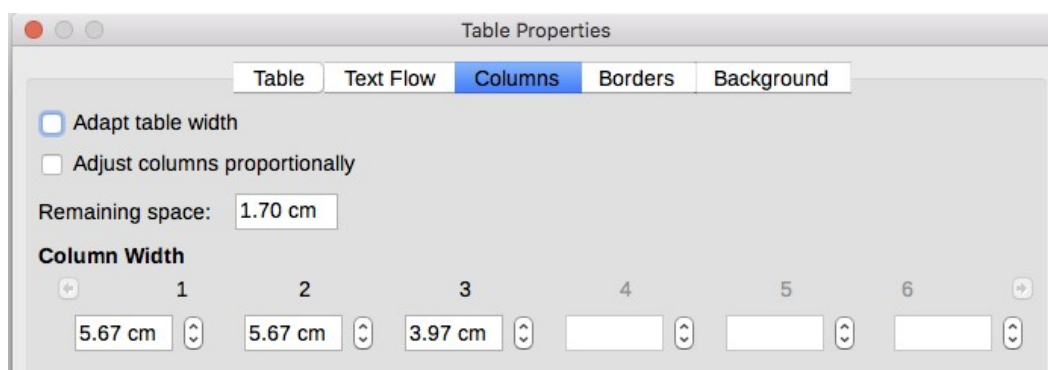 Table Properties
Table Text Flow Columns Borders Background
Adapt table width
Adjust columns proportionally
Remaining space: 1.70 cm
Column Width
1 2 3 4 5 6
5.67 cm 5.67 cm 3.97 cm